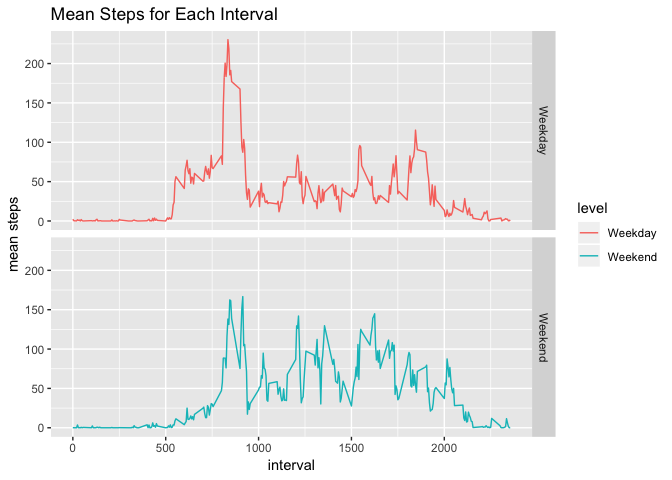 Mean Steps for Each Interval
200
150
100
50
0
Weekday
200
150
100
50
0
Weekend
mean steps
0
500
1000
1500
2000
interval
level
Weekday
Weekend